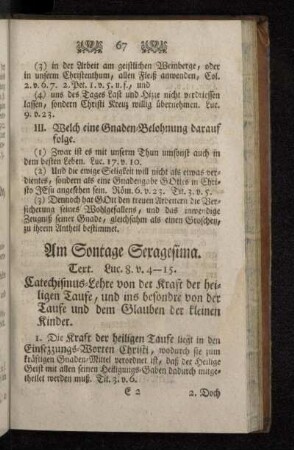 67
(3) in der Arbeit am geistlichen Weinberge, oder
in unserm Christenthum, allen Fleiß anwenden, Col.
2. v. 6. 7. 2. Pet. 1. v. 5. u. f., und
(4) uns des Tages Last und Hitze nicht verdriessen
lassen, sondern Christi Kreuz willig übernehmen. Luc.
9. v. 23.
III. Welch eine Gnaden-Belohnung darauf
folge.
(1) Zwar ist es mit unserm Thun umsonst auch in
dem besten Leben. Luc. 17. v. 10.
(2) Und die ewige Seligkeit will nicht als etwas ver-
dientes, sondern als eine Gnadengabe GOttes in Chri-
sto JEsu angesehen sein. Röm. 6. v. 23. Tit. 3. v. 5.
(3) Dennoch hat GOtt den treuen Arbeitern die Ver-
sicherung seines Wohlgefallens, und das inwendige
Zeugniß seiner Gnade, gleichsam als einen Groschen,
zu ihrem Antheil bestimmet.
Am Sontage Sexagesima.
Text. Luc. 8. v. 4—15.
Catechismus-Lehre von der Kraft der hei-
ligen Taufe, und ins besondre von der
Taufe und dem Glauben der kleinen
Kinder.
1. Die Kraft der heiligen Taufe liegt in den
Einsezzungs-Worten Christi, wodurch sie zum
kräftigen Gnaden-Mittel verordnet ist, daß der Heilige
Geist mit allen seinen Heiligungs-Gaben dadurch mitge-
theilet werden muß. Tit. 3. v. 6.
E 2 2. Doch